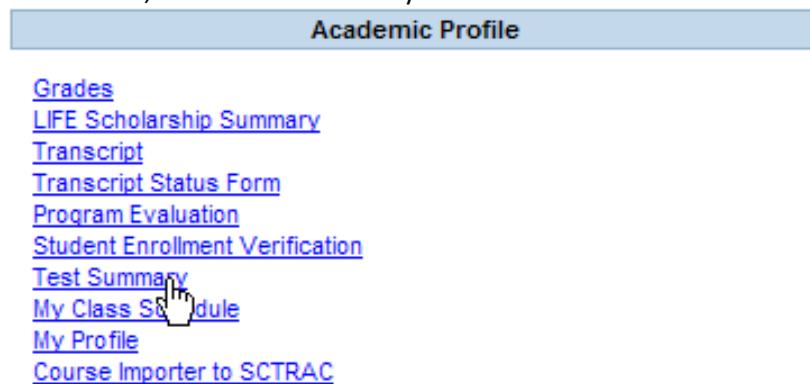 Academic Profile
Grades
LIFE Scholarship Summary
Transcript
Transcript Status Form
Program Evaluation
Student Enrollment Verification
Test Summary
My Class Schedule
My Profile
Course Importer to SCTRAC